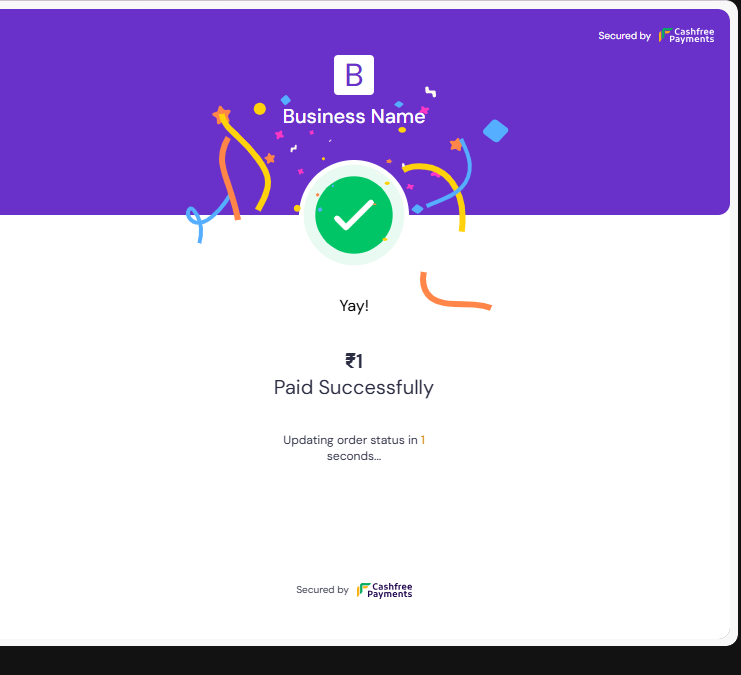 Secured by Cashfree Payments
B
Business Name
Yay!
₹1
Paid Successfully
Updating order status in 1
seconds...
Secured by Cashfree Payments